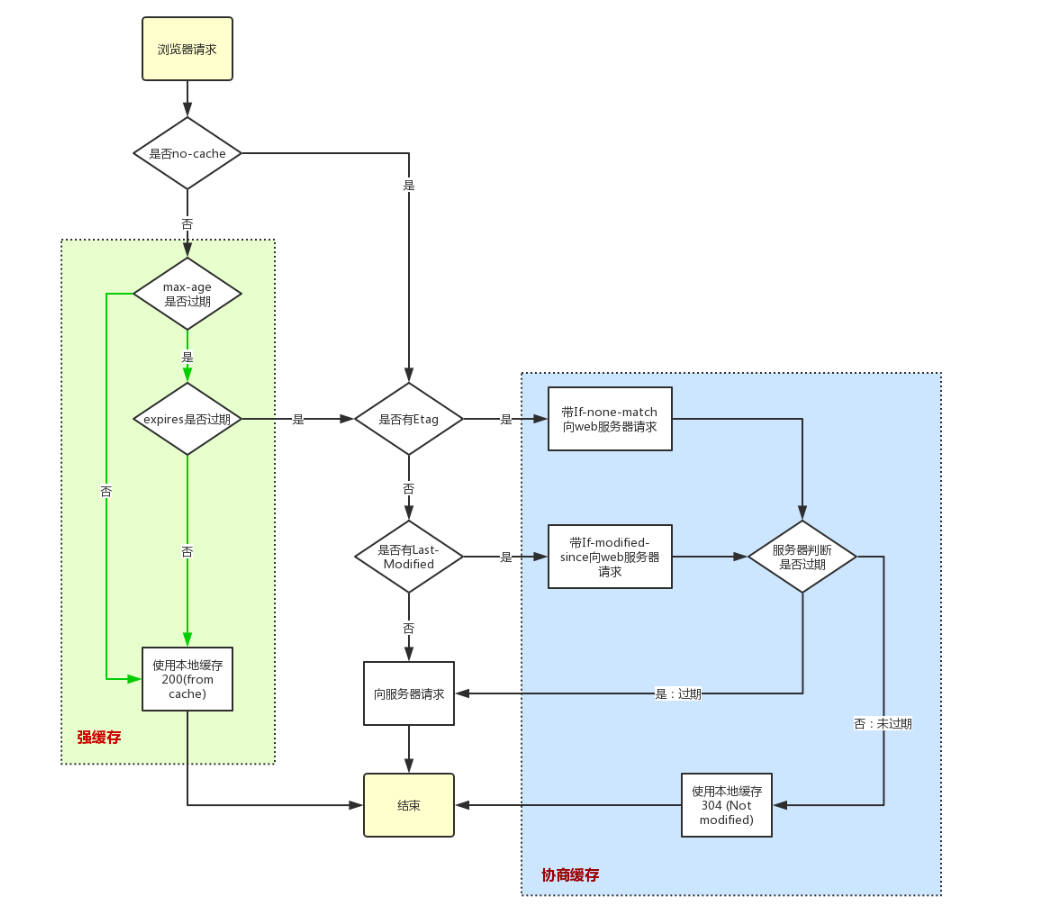 浏览器请求
是否no-cache
是
否
max-age
是否过期
是
expires是否过期
是
否
否
使用本地缓存
200(from
cache)
强缓存
是否有Etag
是
否
是否有Last-
Modified
是
否
向服务器请求
结束
带If-none-match
向web服务器请求
带If-modified-
since向web服务器
请求
服务器判断
是否过期
是：过期
否：未过期
使用本地缓存
304 (Not
modified)
协商缓存